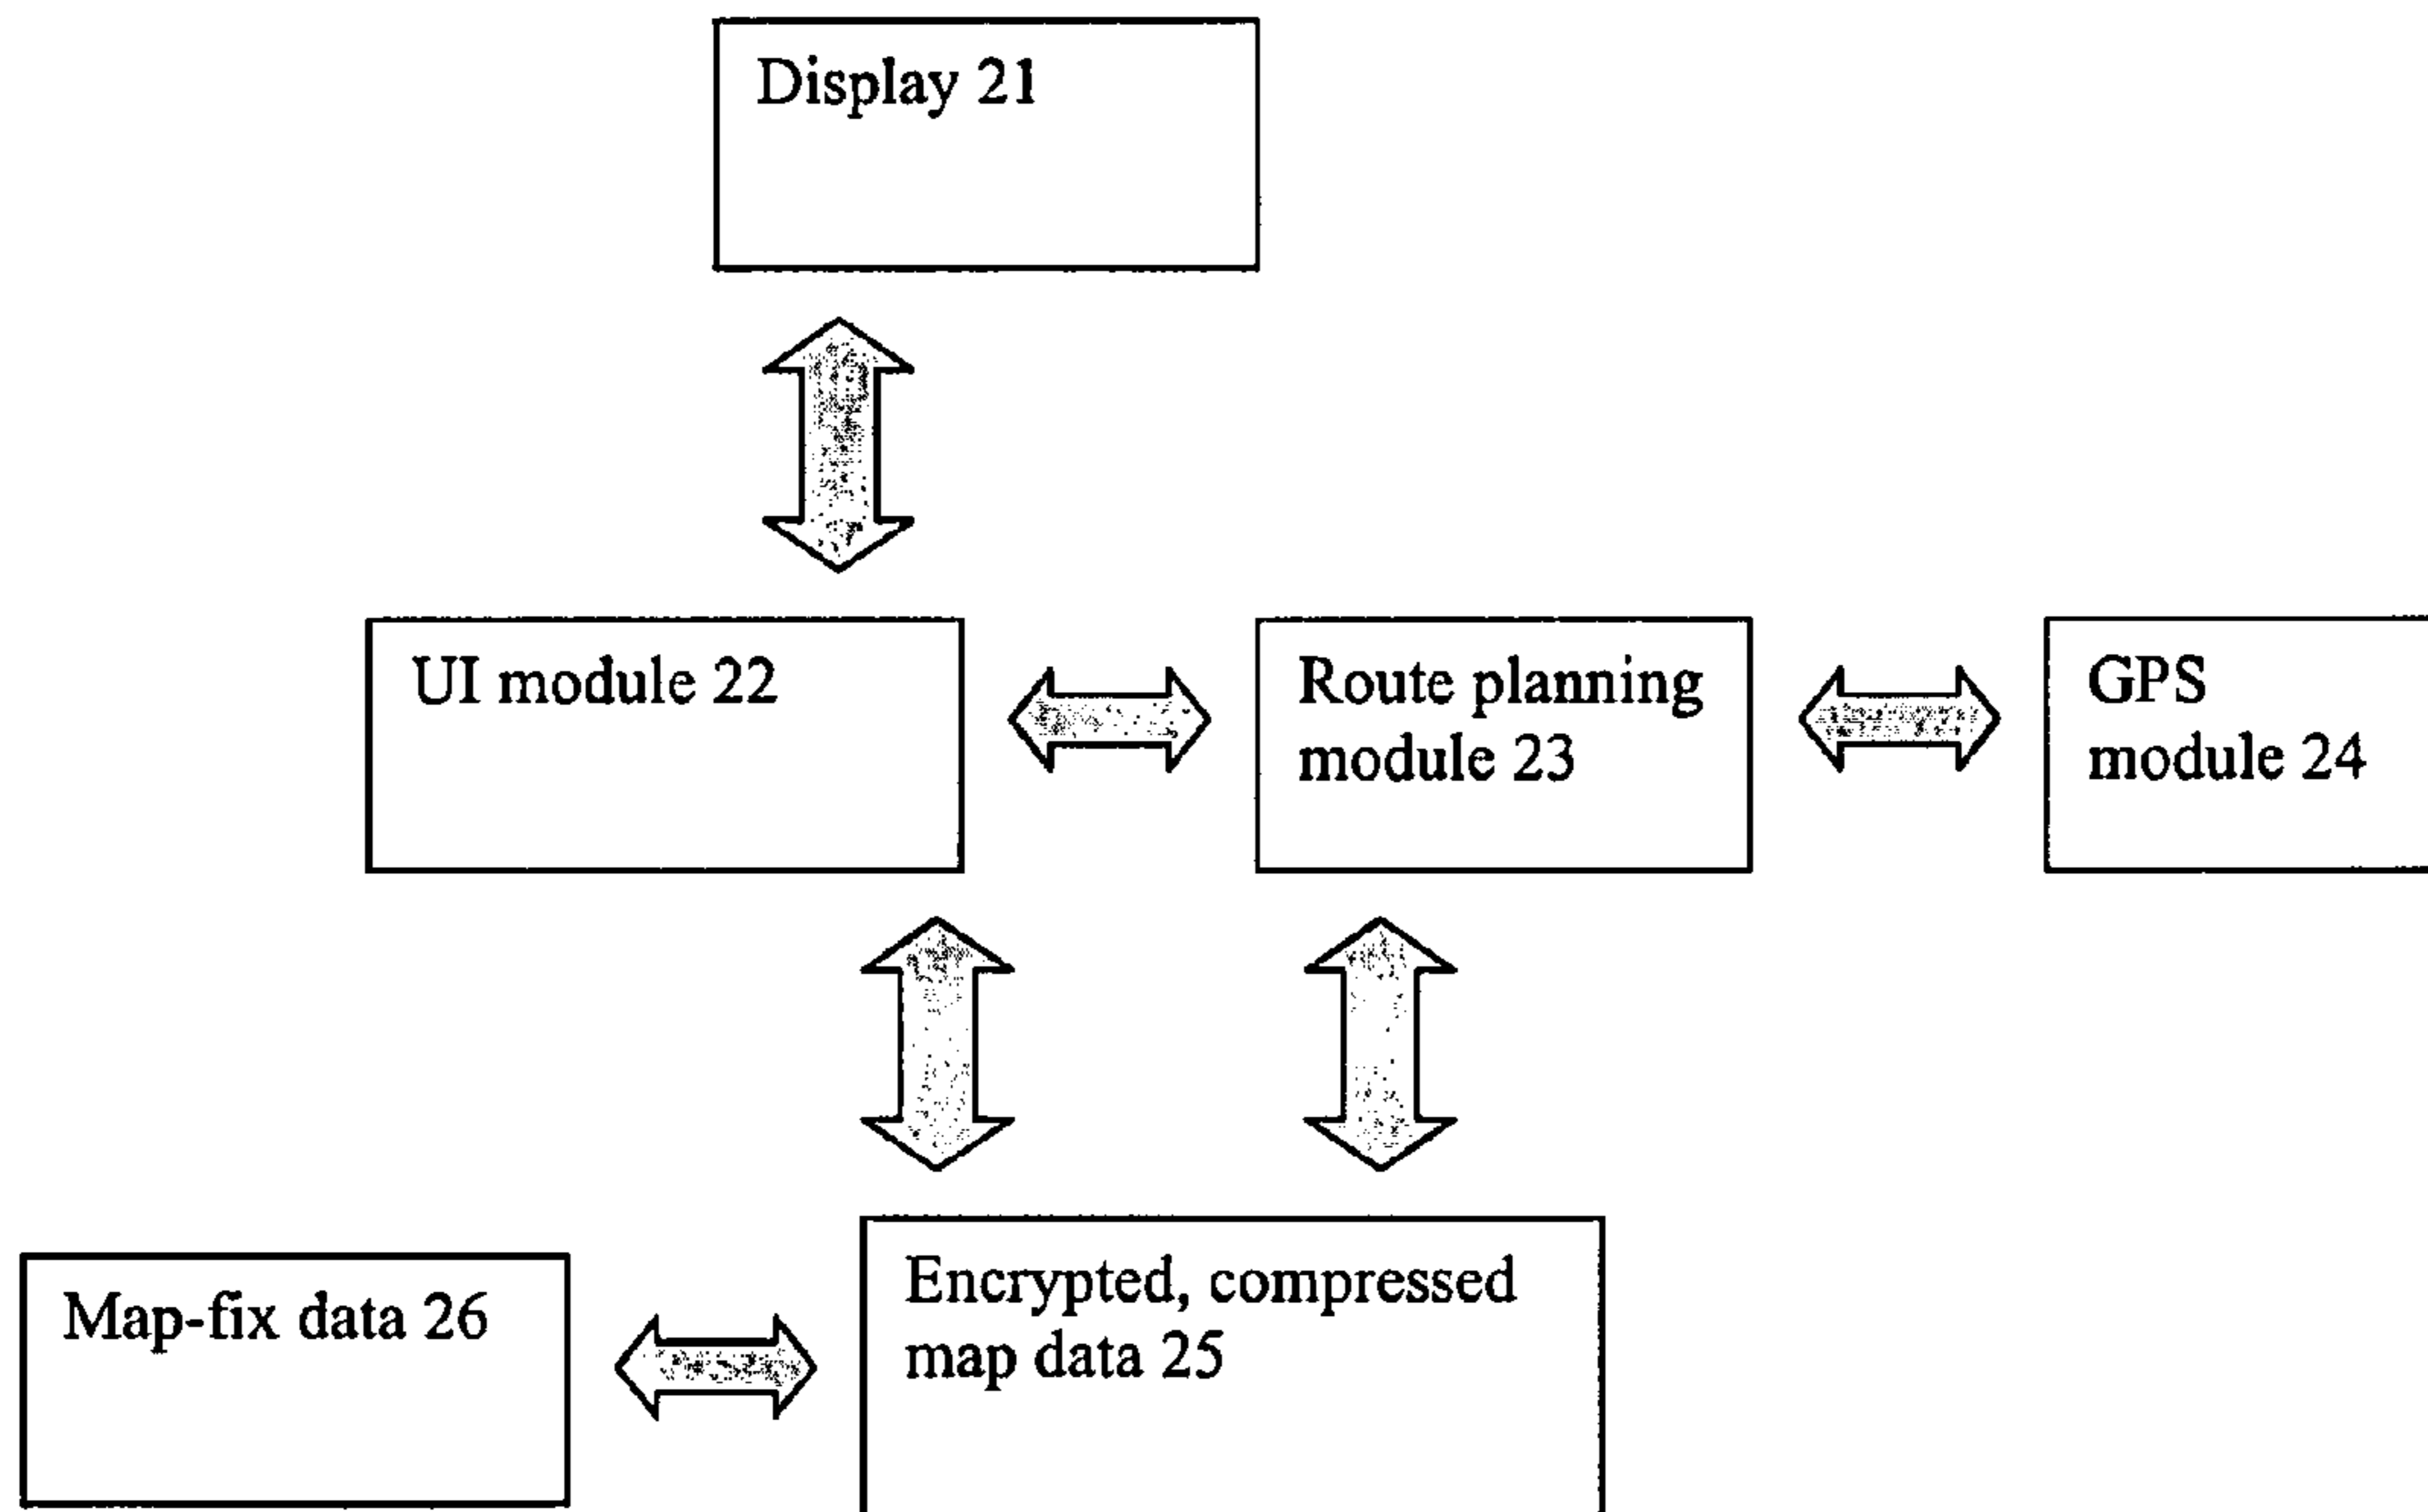 Display 21
UI module 22
Route planning
module 23
GPS
module 24
Map-fix data 26
Encrypted, compressed
map data 25